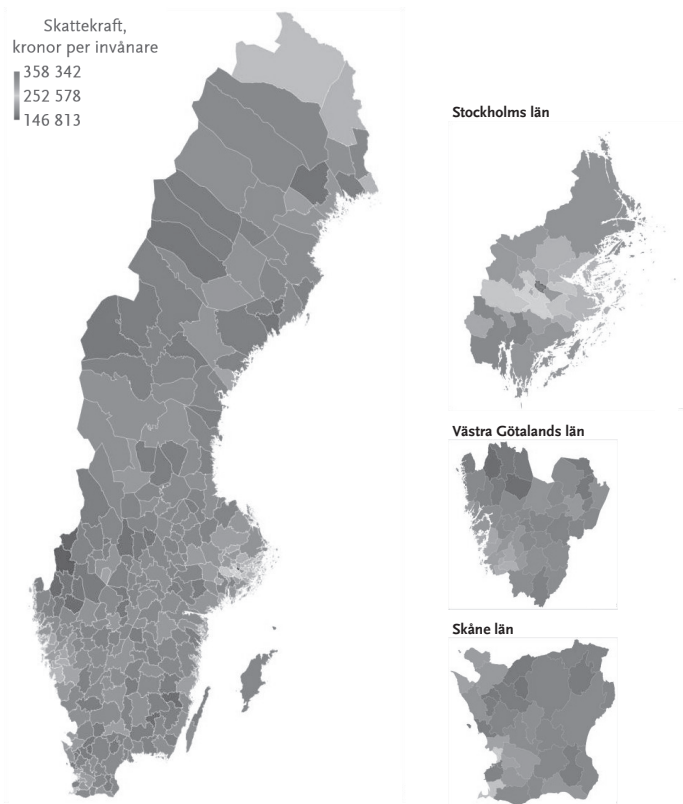 Skattekraft,
kronor per invånare
358 342
252 578
146 813
Stockholms län
Västra Götalands län
Skåne län